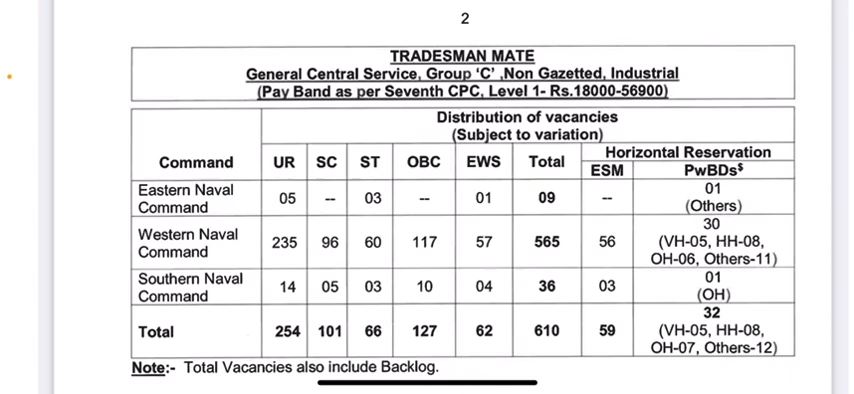 2
TRADESMAN MATE
General Central Service, Group ‘C’ ,Non Gazetted, Industrial
(Pay Band as per Seventh CPC, Level 1- Rs.18000-56900)
Distribution of vacancies
(Subject to variation)
Command UR SC ST OBC EWS Total Horizontal Reservation
ESM PwBDs$
Eastern Naval Command 05 -- 03 -- 01 09 -- 01
(Others)
Western Naval Command 235 96 60 117 57 565 56 30
(VH-05, HH-08,
OH-06, Others-11)
Southern Naval Command 14 05 03 10 04 36 03 01
(OH)
Total 254 101 66 127 62 610 59 32
(VH-05, HH-08,
OH-07, Others-12)
Note:- Total Vacancies also include Backlog.